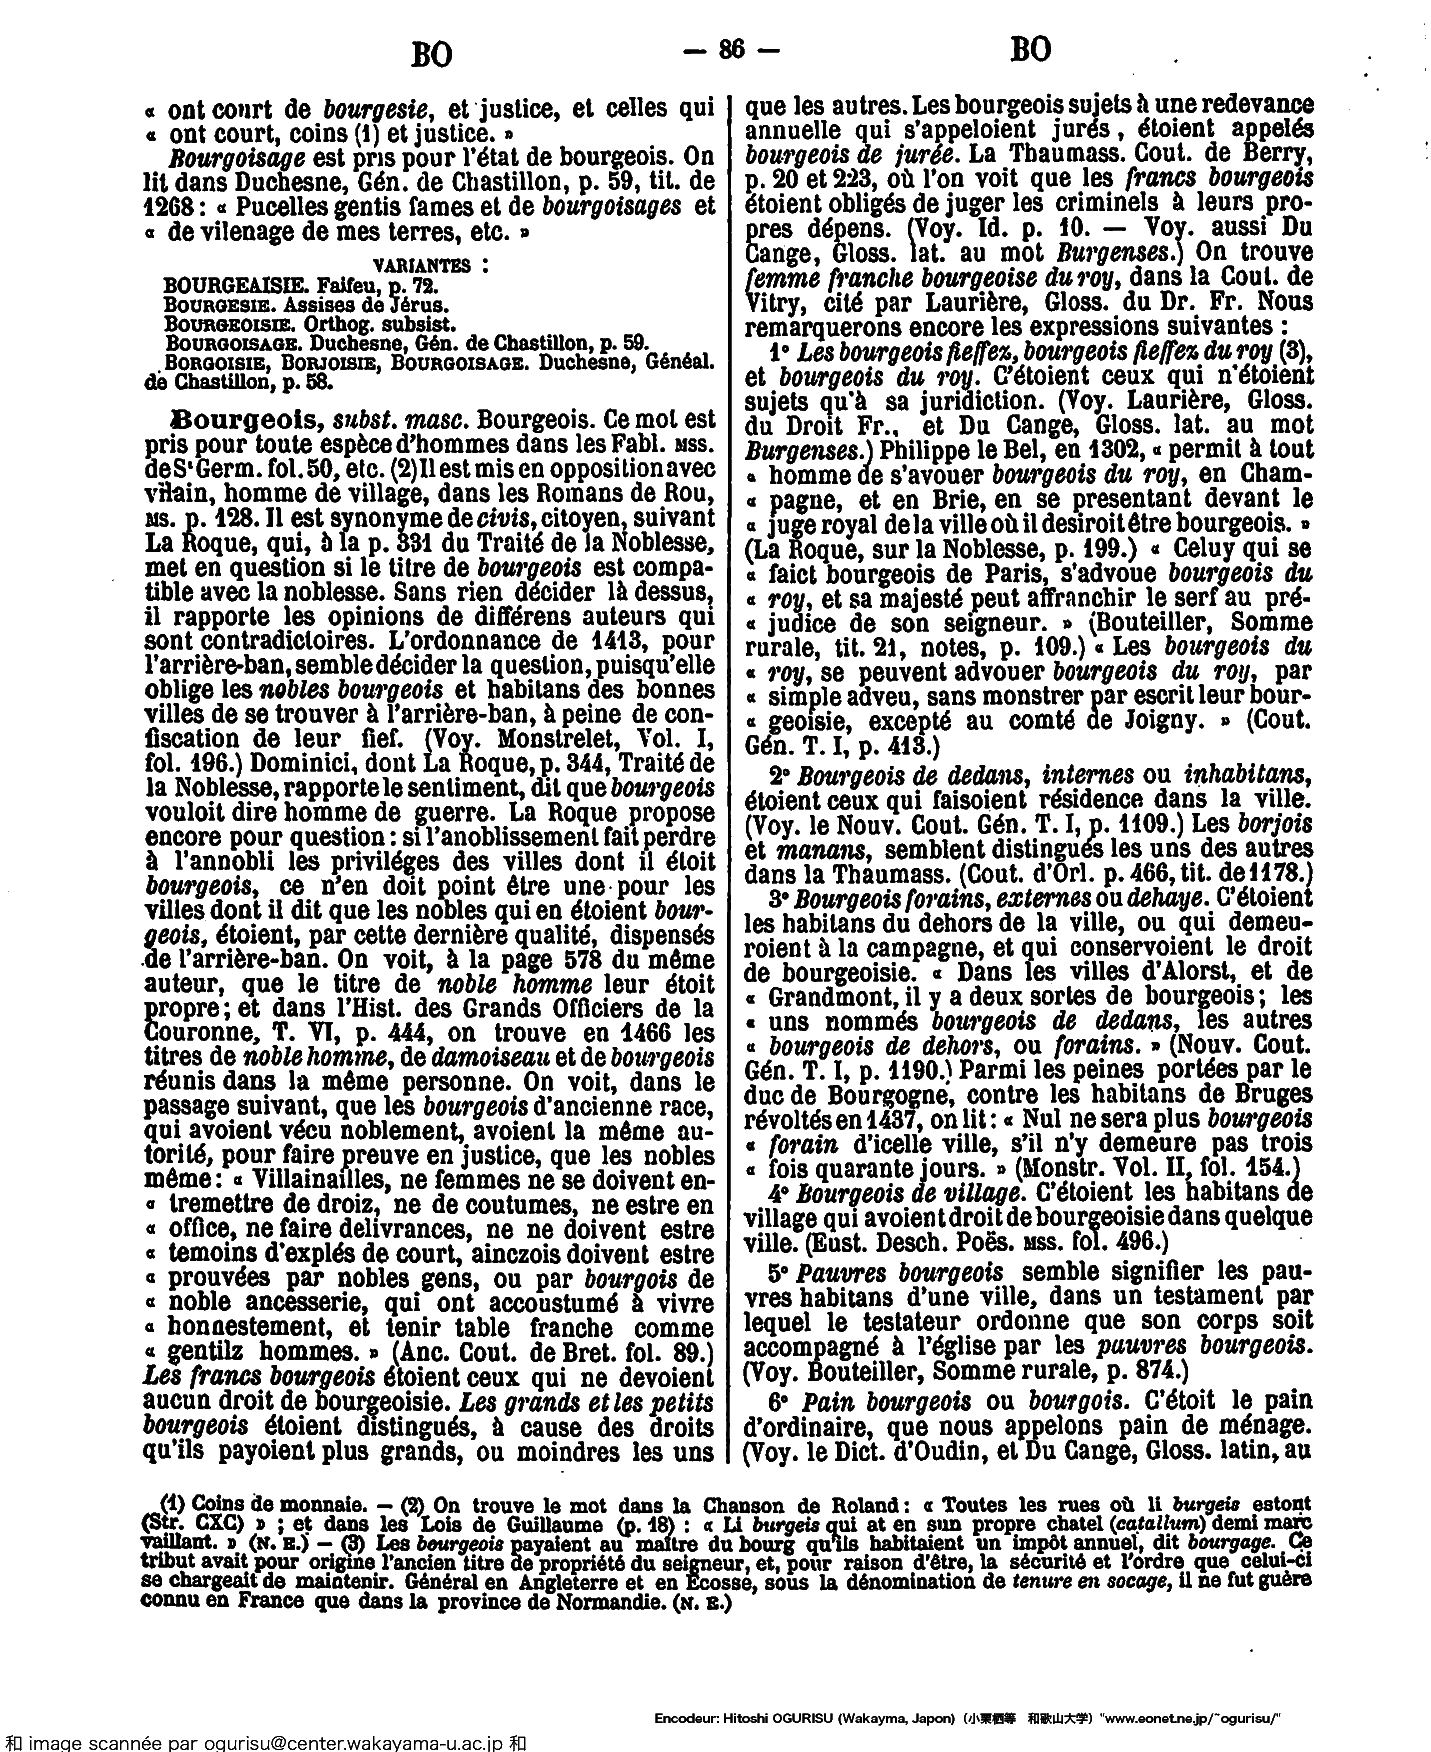 BO — 86 — BO
« ont court de bourgesie, et justice, et celles qui
« ont court, coins (1) et justice. »
Bourgoisage est pris pour l'état de bourgeois. On
lit dans Duchesne, Gén. de Chastillon, p. 59, tit. de
1268 : « Pucelles gentis fames et de bourgoisages et
« de vilenage de mes terres, etc. »
VARIANTES :
BOURGEAISIE. Faifeu, p. 72.
BOURGESIE. Assises de Jérus.
BOURGEOISIE. Orthog. subsist.
BOURGOISAGE. Duchesne, Gén. de Chastillon, p. 59.
BORGOISIE, BORJOISIE, BOURGOISAGE. Duchesne, Généal.
de Chastillon, p. 58.
Bourgeois, subst. masc. Bourgeois. Ce mot est
pris pour toute espèce d'hommes dans les Fabl. MSS.
de St Germ. fol. 50, etc. (2) Il est mis en opposition avec
vilain, homme de village, dans les Romans de Rou,
MS. p. 128. Il est synonyme de civis, citoyen, suivant
La Roque, qui, à la p. 331 du Traité de la Noblesse,
met en question si le titre de bourgeois est compa-
tible avec la noblesse. Sans rien décider là dessus,
il rapporte les opinions de différens auteurs qui
sont contradictoires. L'ordonnance de 1413, pour
l'arrière-ban, semble décider la question, puisqu'elle
oblige les nobles bourgeois et habitans des bonnes
villes de se trouver à l'arrière-ban, à peine de con-
fiscation de leur fief. (Voy. Monstrelet, Vol. I,
fol. 196.) Dominici, dont La Roque, p. 344, Traité de
la Noblesse, rapporte le sentiment, dit que bourgeois
vouloit dire homme de guerre. La Roque propose
encore pour question : si l'anoblissement fait perdre
à l'annobli les priviléges des villes dont il étoit
bourgeois, ce n'en doit point être une pour les
villes dont il dit que les nobles qui en étoient bour-
geois, étoient, par cette dernière qualité, dispensés
de l'arrière-ban. On voit, à la page 578 du même
auteur, que le titre de noble homme leur étoit
propre ; et dans l'Hist. des Grands Officiers de la
Couronne, T. VI, p. 444, on trouve en 1466 les
titres de noble homme, de damoiseau et de bourgeois
réunis dans la même personne. On voit, dans le
passage suivant, que les bourgeois d'ancienne race,
qui avoient vécu noblement, avoient la même au-
torité, pour faire preuve en justice, que les nobles
même : « Villainailles, ne femmes ne se doivent en-
« tremettre de droiz, ne de coutumes, ne estre en
« office, ne faire delivrances, ne ne doivent estre
« temoins d'explés de court, ainczois doivent estre
« prouvées par nobles gens, ou par bourgois de
« noble ancesserie, qui ont accoustumé à vivre
« honnestement, et tenir table franche comme
« gentilz hommes. » (Anc. Cout. de Bret. fol. 89.)
Les francs bourgeois étoient ceux qui ne devoient
aucun droit de bourgeoisie. Les grands et les petits
bourgeois étoient distingués, à cause des droits
qu'ils payoient plus grands, ou moindres les uns
que les autres. Les bourgeois sujets à une redevance
annuelle qui s'appeloient jurés, étoient appelés
bourgeois de jurée. La Thaumass. Cout. de Berry,
p. 20 et 223, où l'on voit que les francs bourgeois
étoient obligés de juger les criminels à leurs pro-
pres dépens. (Voy. Id. p. 10. — Voy. aussi Du
Cange, Gloss. lat. au mot Burgenses.) On trouve
femme franche bourgeoise du roy, dans la Cout. de
Vitry, cité par Laurière, Gloss. du Dr. Fr. Nous
remarquerons encore les expressions suivantes :
1° Les bourgeois fieffez, bourgeois fieffez du roy (3),
et bourgeois du roy. C'étoient ceux qui n'étoient
sujets qu'à sa juridiction. (Voy. Laurière, Gloss.
du Droit Fr., et Du Cange, Gloss. lat. au mot
Burgenses.) Philippe le Bel, en 1302, « permit à tout
« homme de s'avouer bourgeois du roy, en Cham-
« pagne, et en Brie, en se presentant devant le
« juge royal de la ville où il desiroit être bourgeois. »
(La Roque, sur la Noblesse, p. 199.) « Celuy qui se
« faict bourgeois de Paris, s'advoue bourgeois du
« roy, et sa majesté peut affranchir le serf au pré-
« judice de son seigneur. » (Bouteiller, Somme
rurale, tit. 21, notes, p. 109.) « Les bourgeois du
« roy, se peuvent advouer bourgeois du roy, par
« simple adveu, sans monstrer par escrit leur bour-
« geoisie, excepté au comté de Joigny. » (Cout.
Gén. T. I, p. 413.)
2° Bourgeois de dedans, internes ou inhabitans,
étoient ceux qui faisoient résidence dans la ville.
(Voy. le Nouv. Cout. Gén. T. I, p. 1109.) Les borjois
et manans, semblent distingués les uns des autres
dans la Thaumass. (Cout. d'Orl. p. 466, tit. de 1178.)
3° Bourgeois forains, externes ou dehaye. C'étoient
les habitans du dehors de la ville, ou qui demeu-
roient à la campagne, et qui conservoient le droit
de bourgeoisie. « Dans les villes d'Alorst, et de
« Grandmont, il y a deux sortes de bourgeois ; les
« uns nommés bourgeois de dedans, les autres
« bourgeois de dehors, ou forains. » (Nouv. Cout.
Gén. T. I, p. 1190.) Parmi les peines portées par le
duc de Bourgogne, contre les habitans de Bruges
révoltés en 1437, on lit : « Nul ne sera plus bourgeois
« forain d'icelle ville, s'il n'y demeure pas trois
« fois quarante jours. » (Monstr. Vol. II, fol. 154.)
4° Bourgeois de village. C'étoient les habitans de
village qui avoient droit de bourgeoisie dans quelque
ville. (Eust. Desch. Poës. MSS. fol. 496.)
5° Pauvres bourgeois semble signifier les pau-
vres habitans d'une ville, dans un testament par
lequel le testateur ordonne que son corps soit
accompagné à l'église par les pauvres bourgeois.
(Voy. Bouteiller, Somme rurale, p. 874.)
6° Pain bourgeois ou bourgois. C'étoit le pain
d'ordinaire, que nous appelons pain de ménage.
(Voy. le Dict. d'Oudin, et Du Cange, Gloss. latin, au
(1) Coins de monnaie. — (2) On trouve le mot dans la Chanson de Roland : « Toutes les rues où li burgeis estont
(Str. CXC) » ; et dans les Lois de Guillaume (p. 18) : « Li burgeis qui at en sun propre chatel (catallum) demi marc
vaillant. » (N. E.) — (3) Les bourgeois payaient au maître du bourg qu'ils habitaient un impôt annuel, dit bourgage. Ce
tribut avait pour origine l'ancien titre de propriété du seigneur, et, pour raison d'être, la sécurité et l'ordre que celui-ci
se chargeait de maintenir. Général en Angleterre et en Ecosse, sous la dénomination de tenure en socage, il ne fut guère
connu en France que dans la province de Normandie. (N. E.)
Encodeur: Hitoshi OGURISU (Wakayma, Japon) (小栗栖等 和歌山大学) "www.eonet.ne.jp/~ogurisu/"
和 image scannée par ogurisu@center.wakayama-u.ac.jp 和